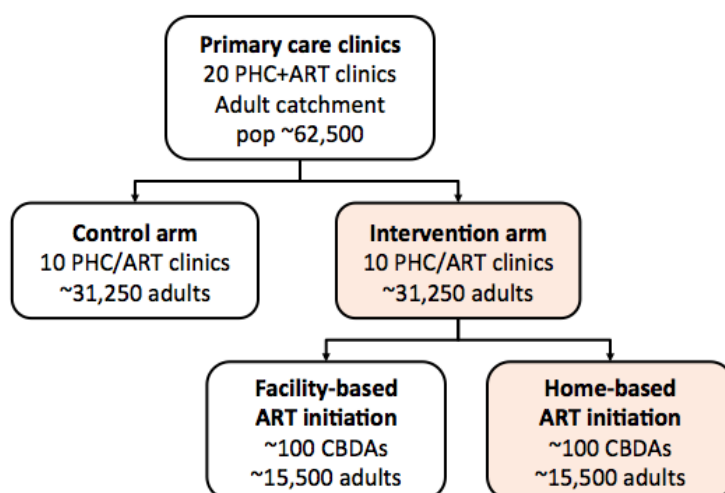 Primary care clinics
20 PHC+ART clinics
Adult catchment
pop ~62,500
Control arm
10 PHC/ART clinics
~31,250 adults
Intervention arm
10 PHC/ART clinics
~31,250 adults
Facility-based
ART initiation
~100 CBDAs
~15,500 adults
Home-based
ART initiation
~100 CBDAs
~15,500 adults